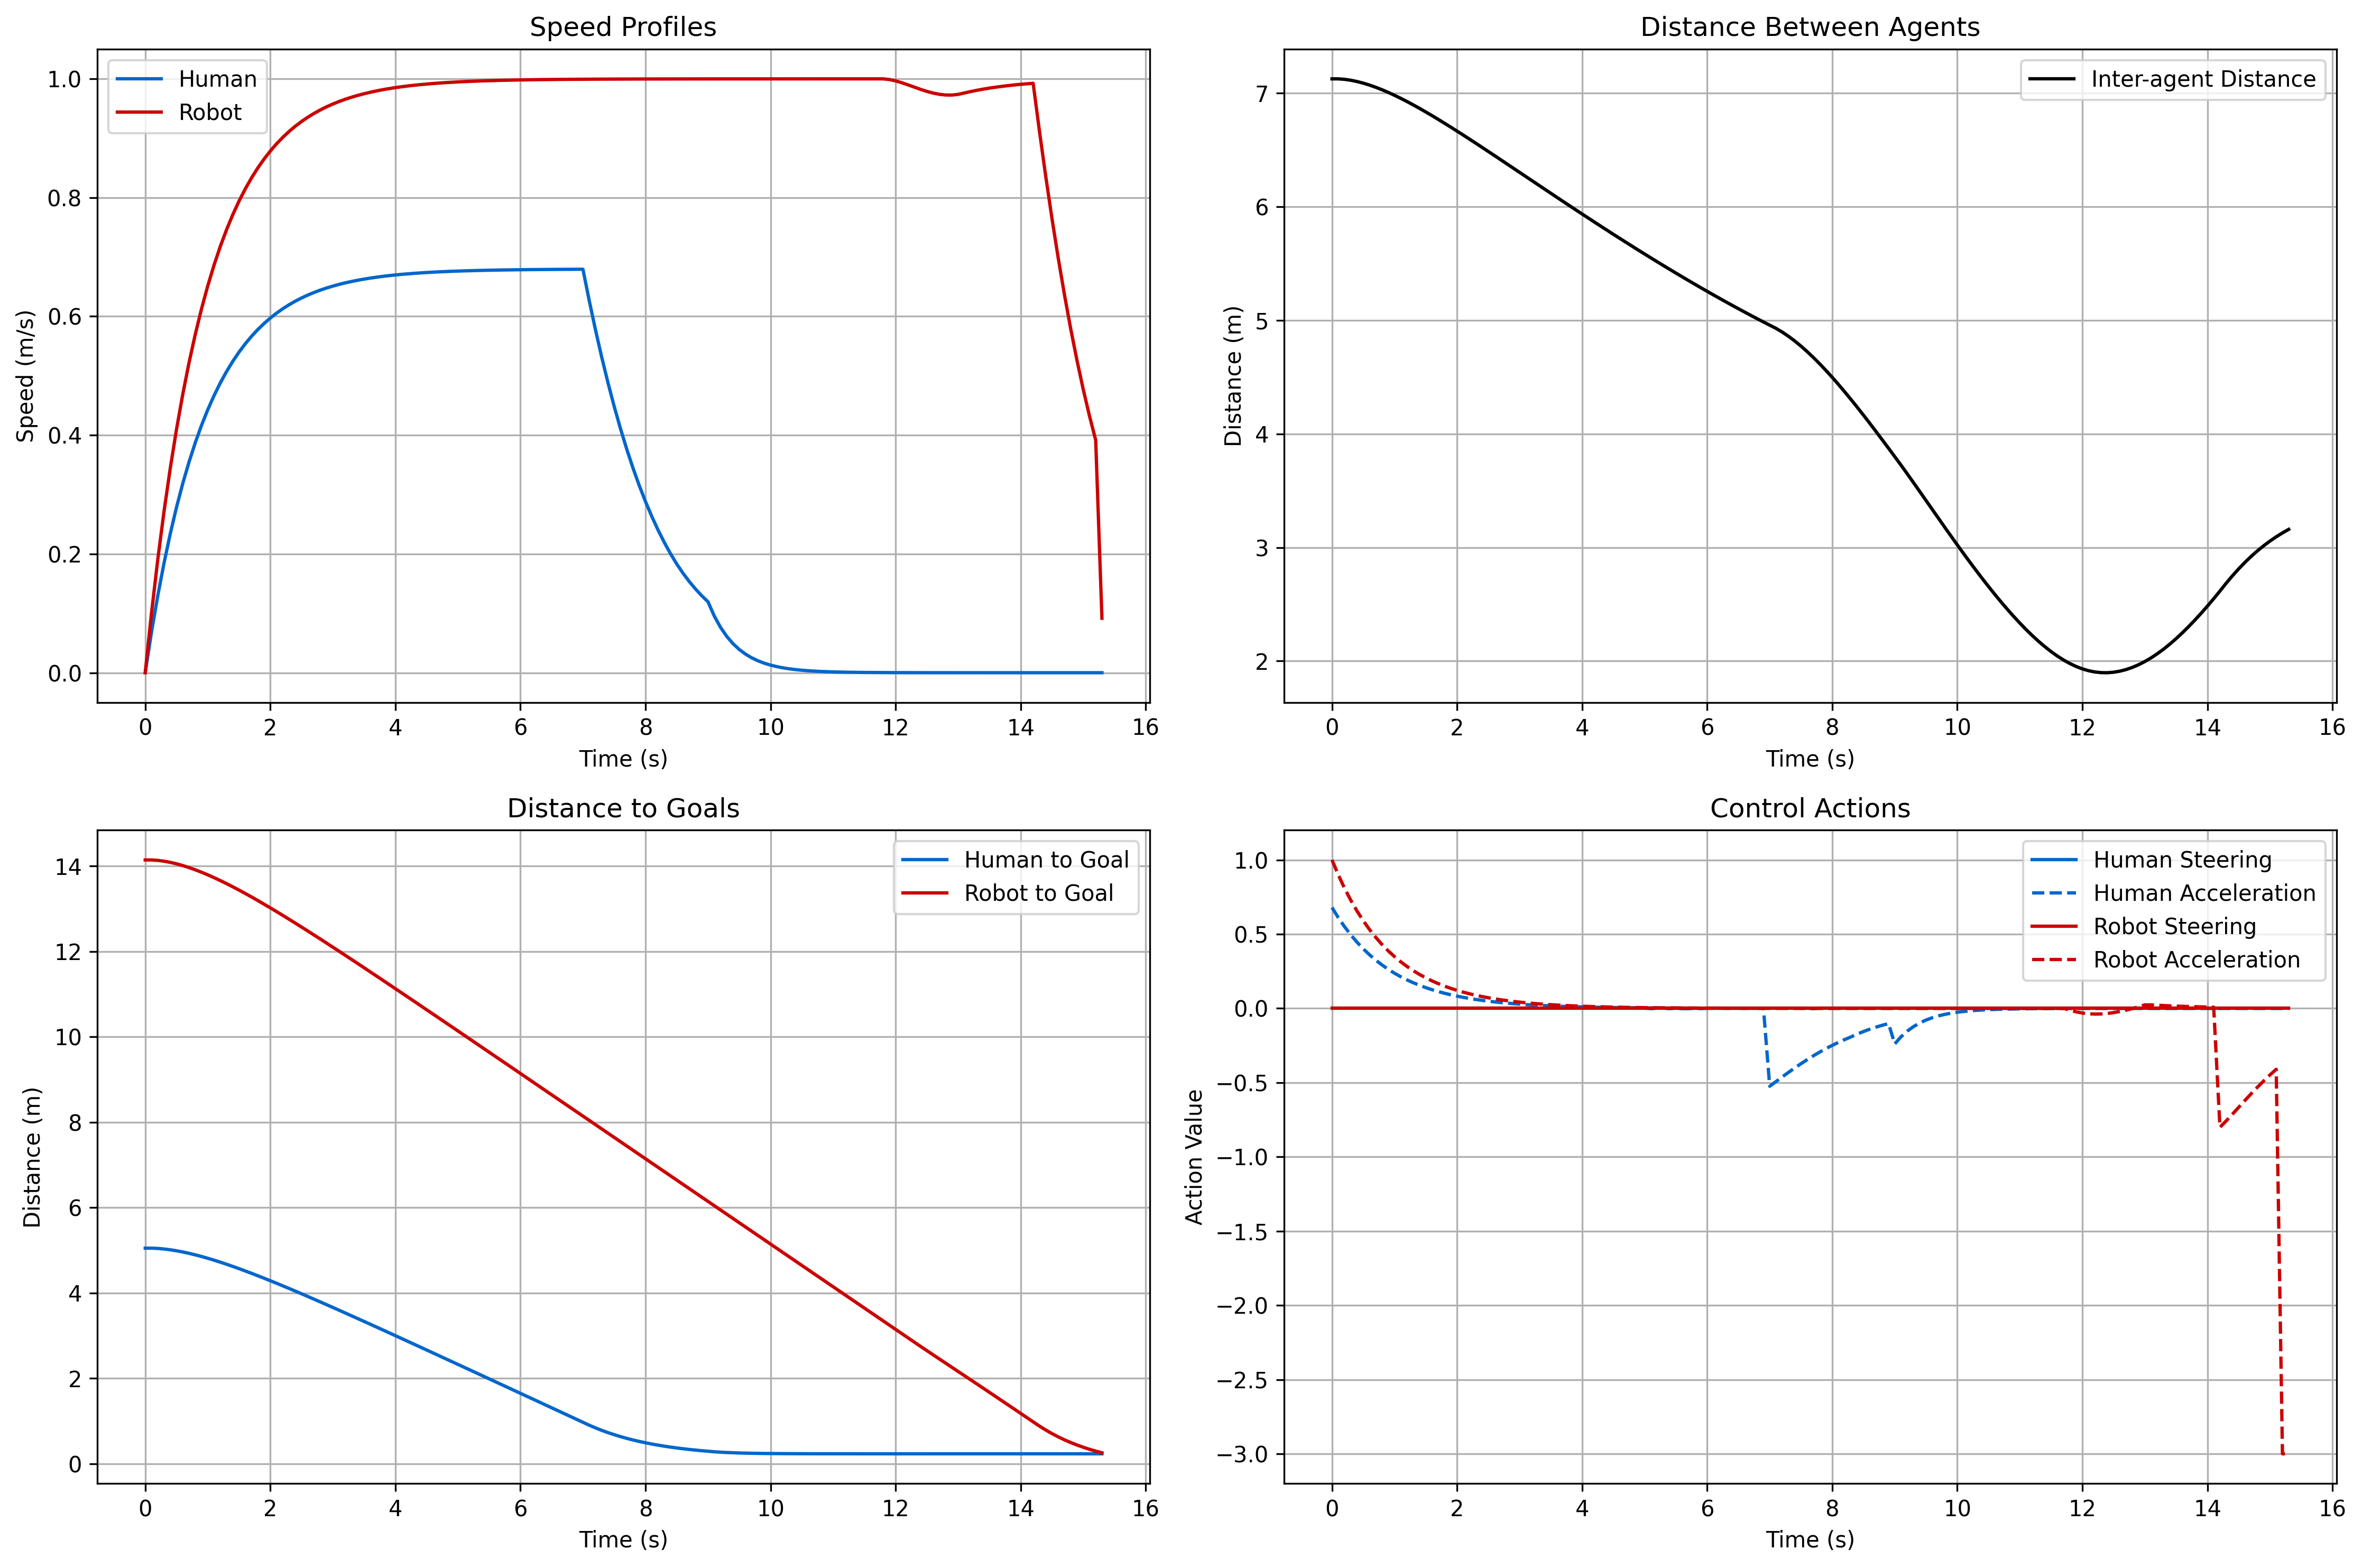 Speed Profiles
Human
Robot
1.0
0.8
0.6
0.4
0.2
0.0
Speed (m/s)
0 2 4 6 8 10 12 14 16
Time (s)
Distance Between Agents
Inter-agent Distance
7
6
5
4
3
2
Distance (m)
0 2 4 6 8 10 12 14 16
Time (s)
Distance to Goals
Human to Goal
Robot to Goal
14
12
10
8
6
4
2
0
Distance (m)
0 2 4 6 8 10 12 14 16
Time (s)
Control Actions
Human Steering
Human Acceleration
Robot Steering
Robot Acceleration
1.0
0.5
0.0
−0.5
−1.0
−1.5
−2.0
−2.5
−3.0
Action Value
0 2 4 6 8 10 12 14 16
Time (s)